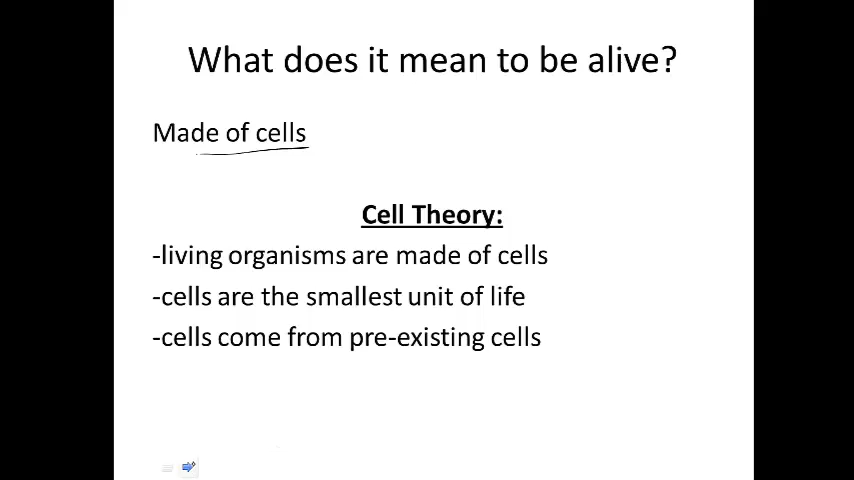 What does it mean to be alive?
Made of cells
Cell Theory:
-living organisms are made of cells
-cells are the smallest unit of life
-cells come from pre-existing cells